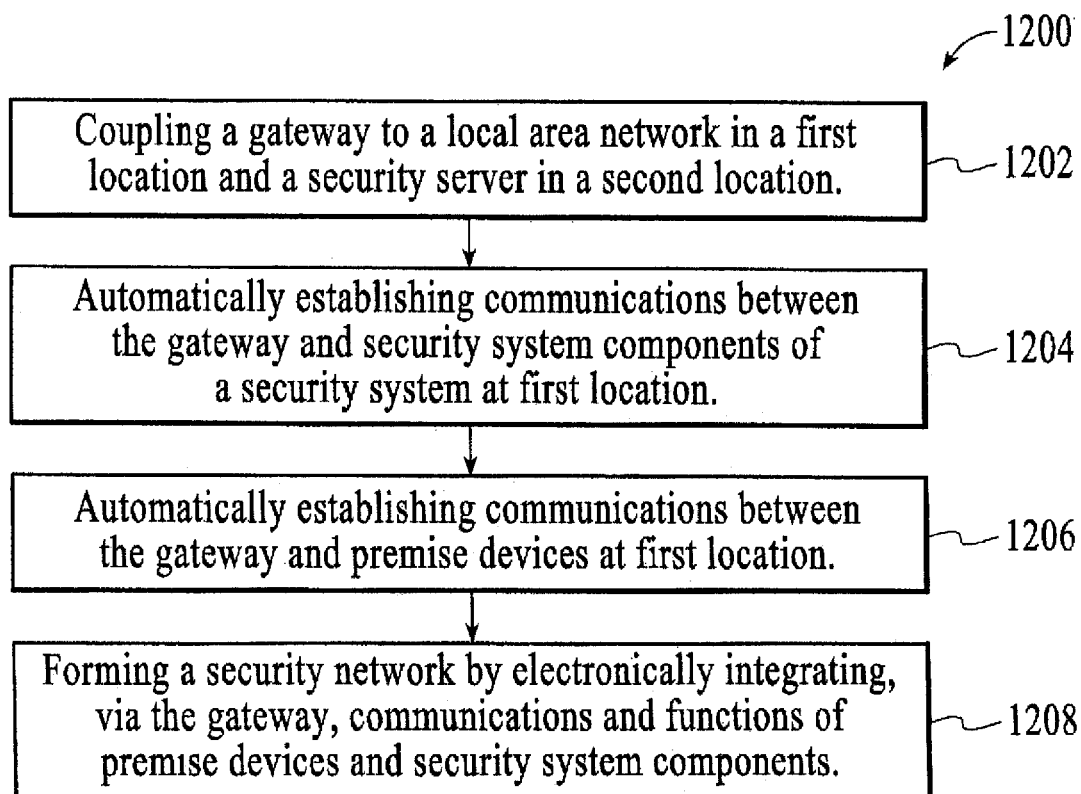 1200
Coupling a gateway to a local area network in a first
location and a security server in a second location.
1202
Automatically establishing communications between
the gateway and security system components of
a security system at first location.
1204
Automatically establishing communications between
the gateway and premise devices at first location.
1206
Forming a security network by electronically integrating,
via the gateway, communications and functions of
premise devices and security system components.
1208